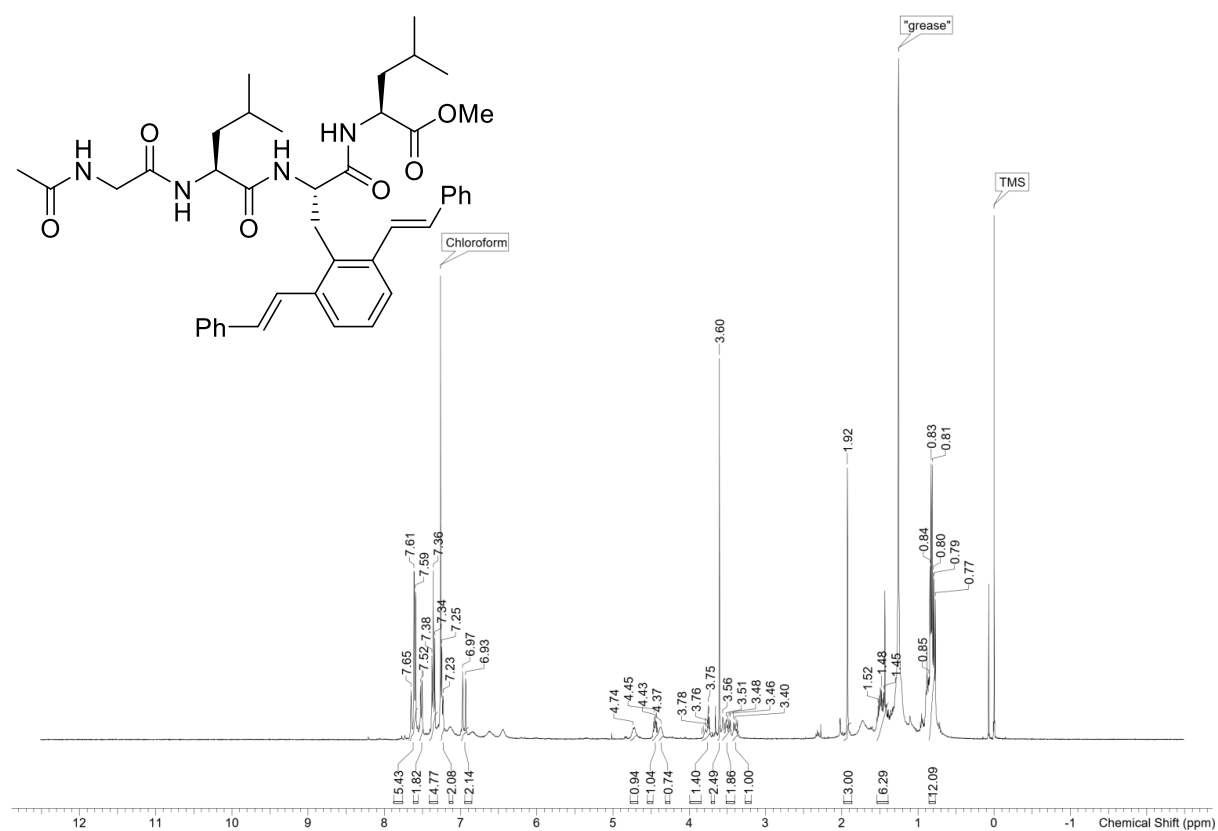 "grease"
TMS
Chloroform
O
OMe
HN
O
H
N
O
H
N
O
N
H
O
O
Ph
Ph
3.60
1.92
0.83
0.81
0.84
0.80
0.79
0.77
0.85
7.61
7.59
7.36
7.34
7.25
7.65
7.52
7.38
7.23
6.97
6.93
4.74
4.45
4.43
4.37
3.78
3.76
3.75
3.56
3.51
3.48
3.46
3.40
1.52
1.48
1.45
5.43
1.82
4.77
2.08
2.14
0.94
1.04
0.74
1.40
2.49
1.86
1.00
3.00
6.29
12.09
12 11 10 9 8 7 6 5 4 3 2 1 0 -1 Chemical Shift (ppm)